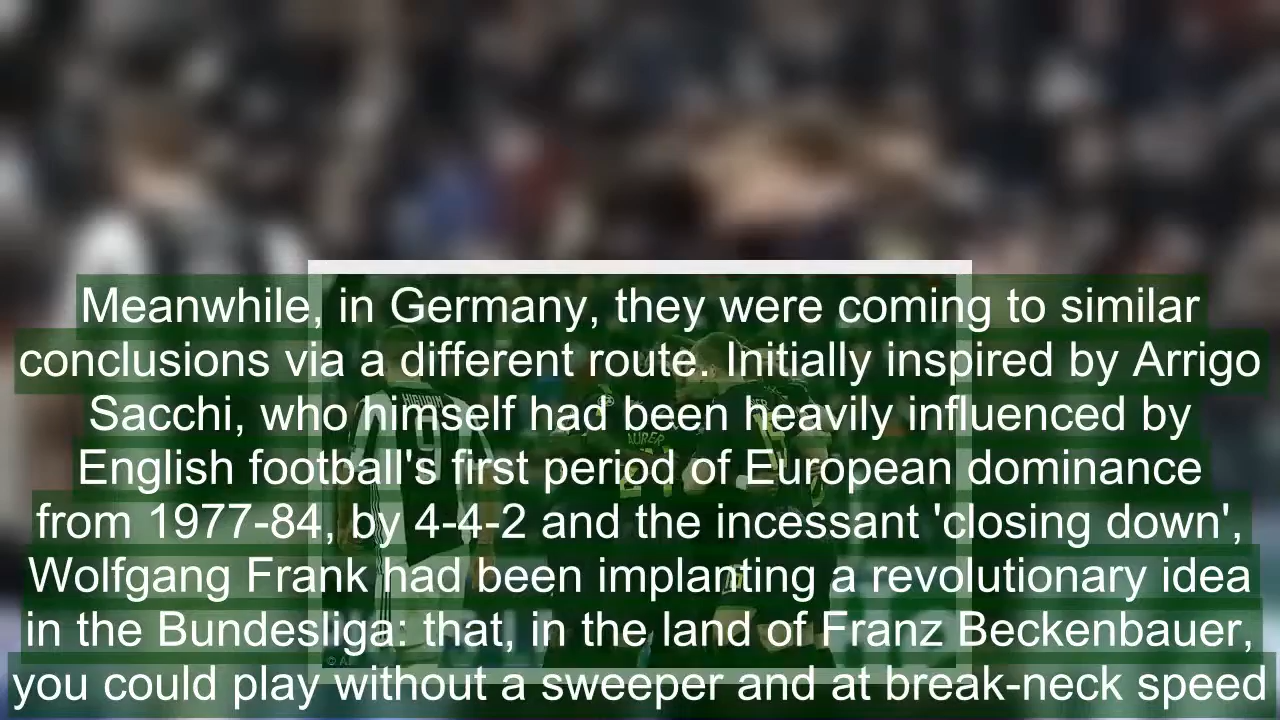 Meanwhile, in Germany, they were coming to similar
conclusions via a different route. Initially inspired by Arrigo
Sacchi, who himself had been heavily influenced by
English football's first period of European dominance
from 1977-84, by 4-4-2 and the incessant 'closing down',
Wolfgang Frank had been implanting a revolutionary idea
in the Bundesliga: that, in the land of Franz Beckenbauer,
you could play without a sweeper and at break-neck speed
HIGUAIN
9
AURIER